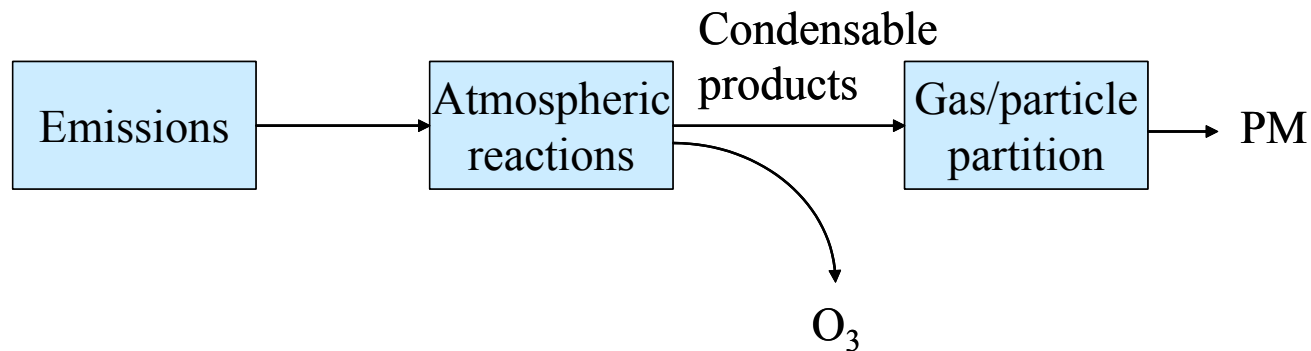 Condensable
products
Emissions
Atmospheric
reactions
Gas/particle
partition
PM
O₃